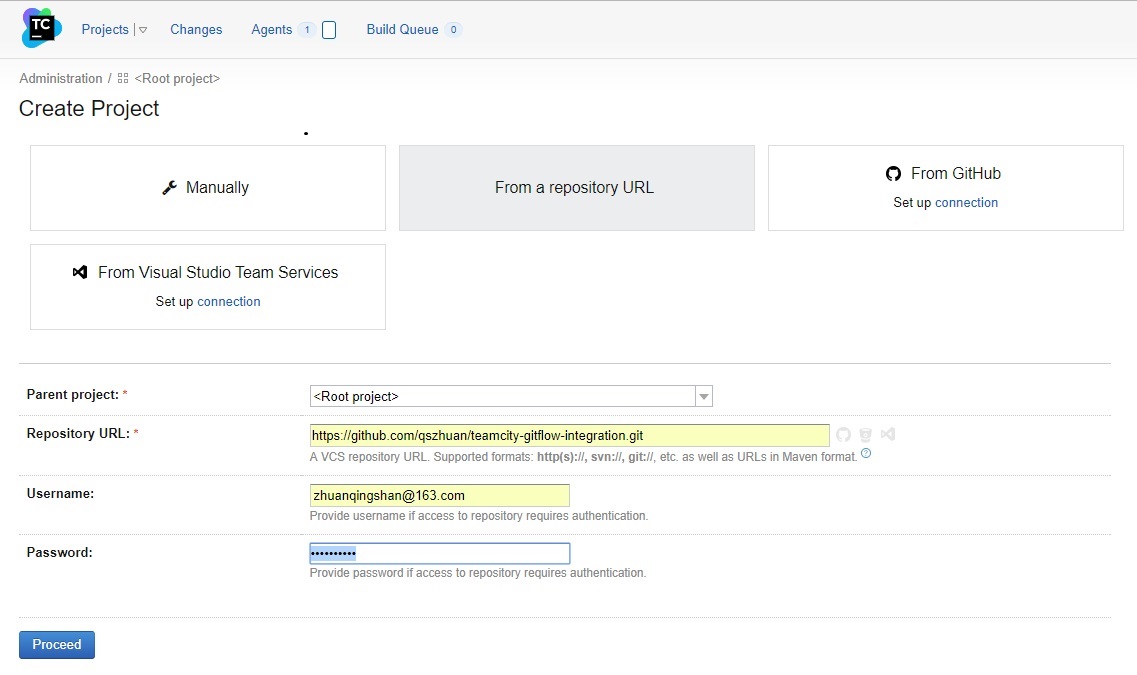 TC
Projects
Changes
Agents 1
Build Queue 0
Administration / <Root project>
Create Project
Manually
From a repository URL
From GitHub
Set up connection
From Visual Studio Team Services
Set up connection
Parent project: *
<Root project>
Repository URL: *
https://github.com/qszhuan/teamcity-gitflow-integration.git
A VCS repository URL. Supported formats: http(s)://, svn://, git://, etc. as well as URLs in Maven format. ?
Username:
zhuanqingshan@163.com
Provide username if access to repository requires authentication.
Password:
••••••••••
Provide password if access to repository requires authentication.
Proceed